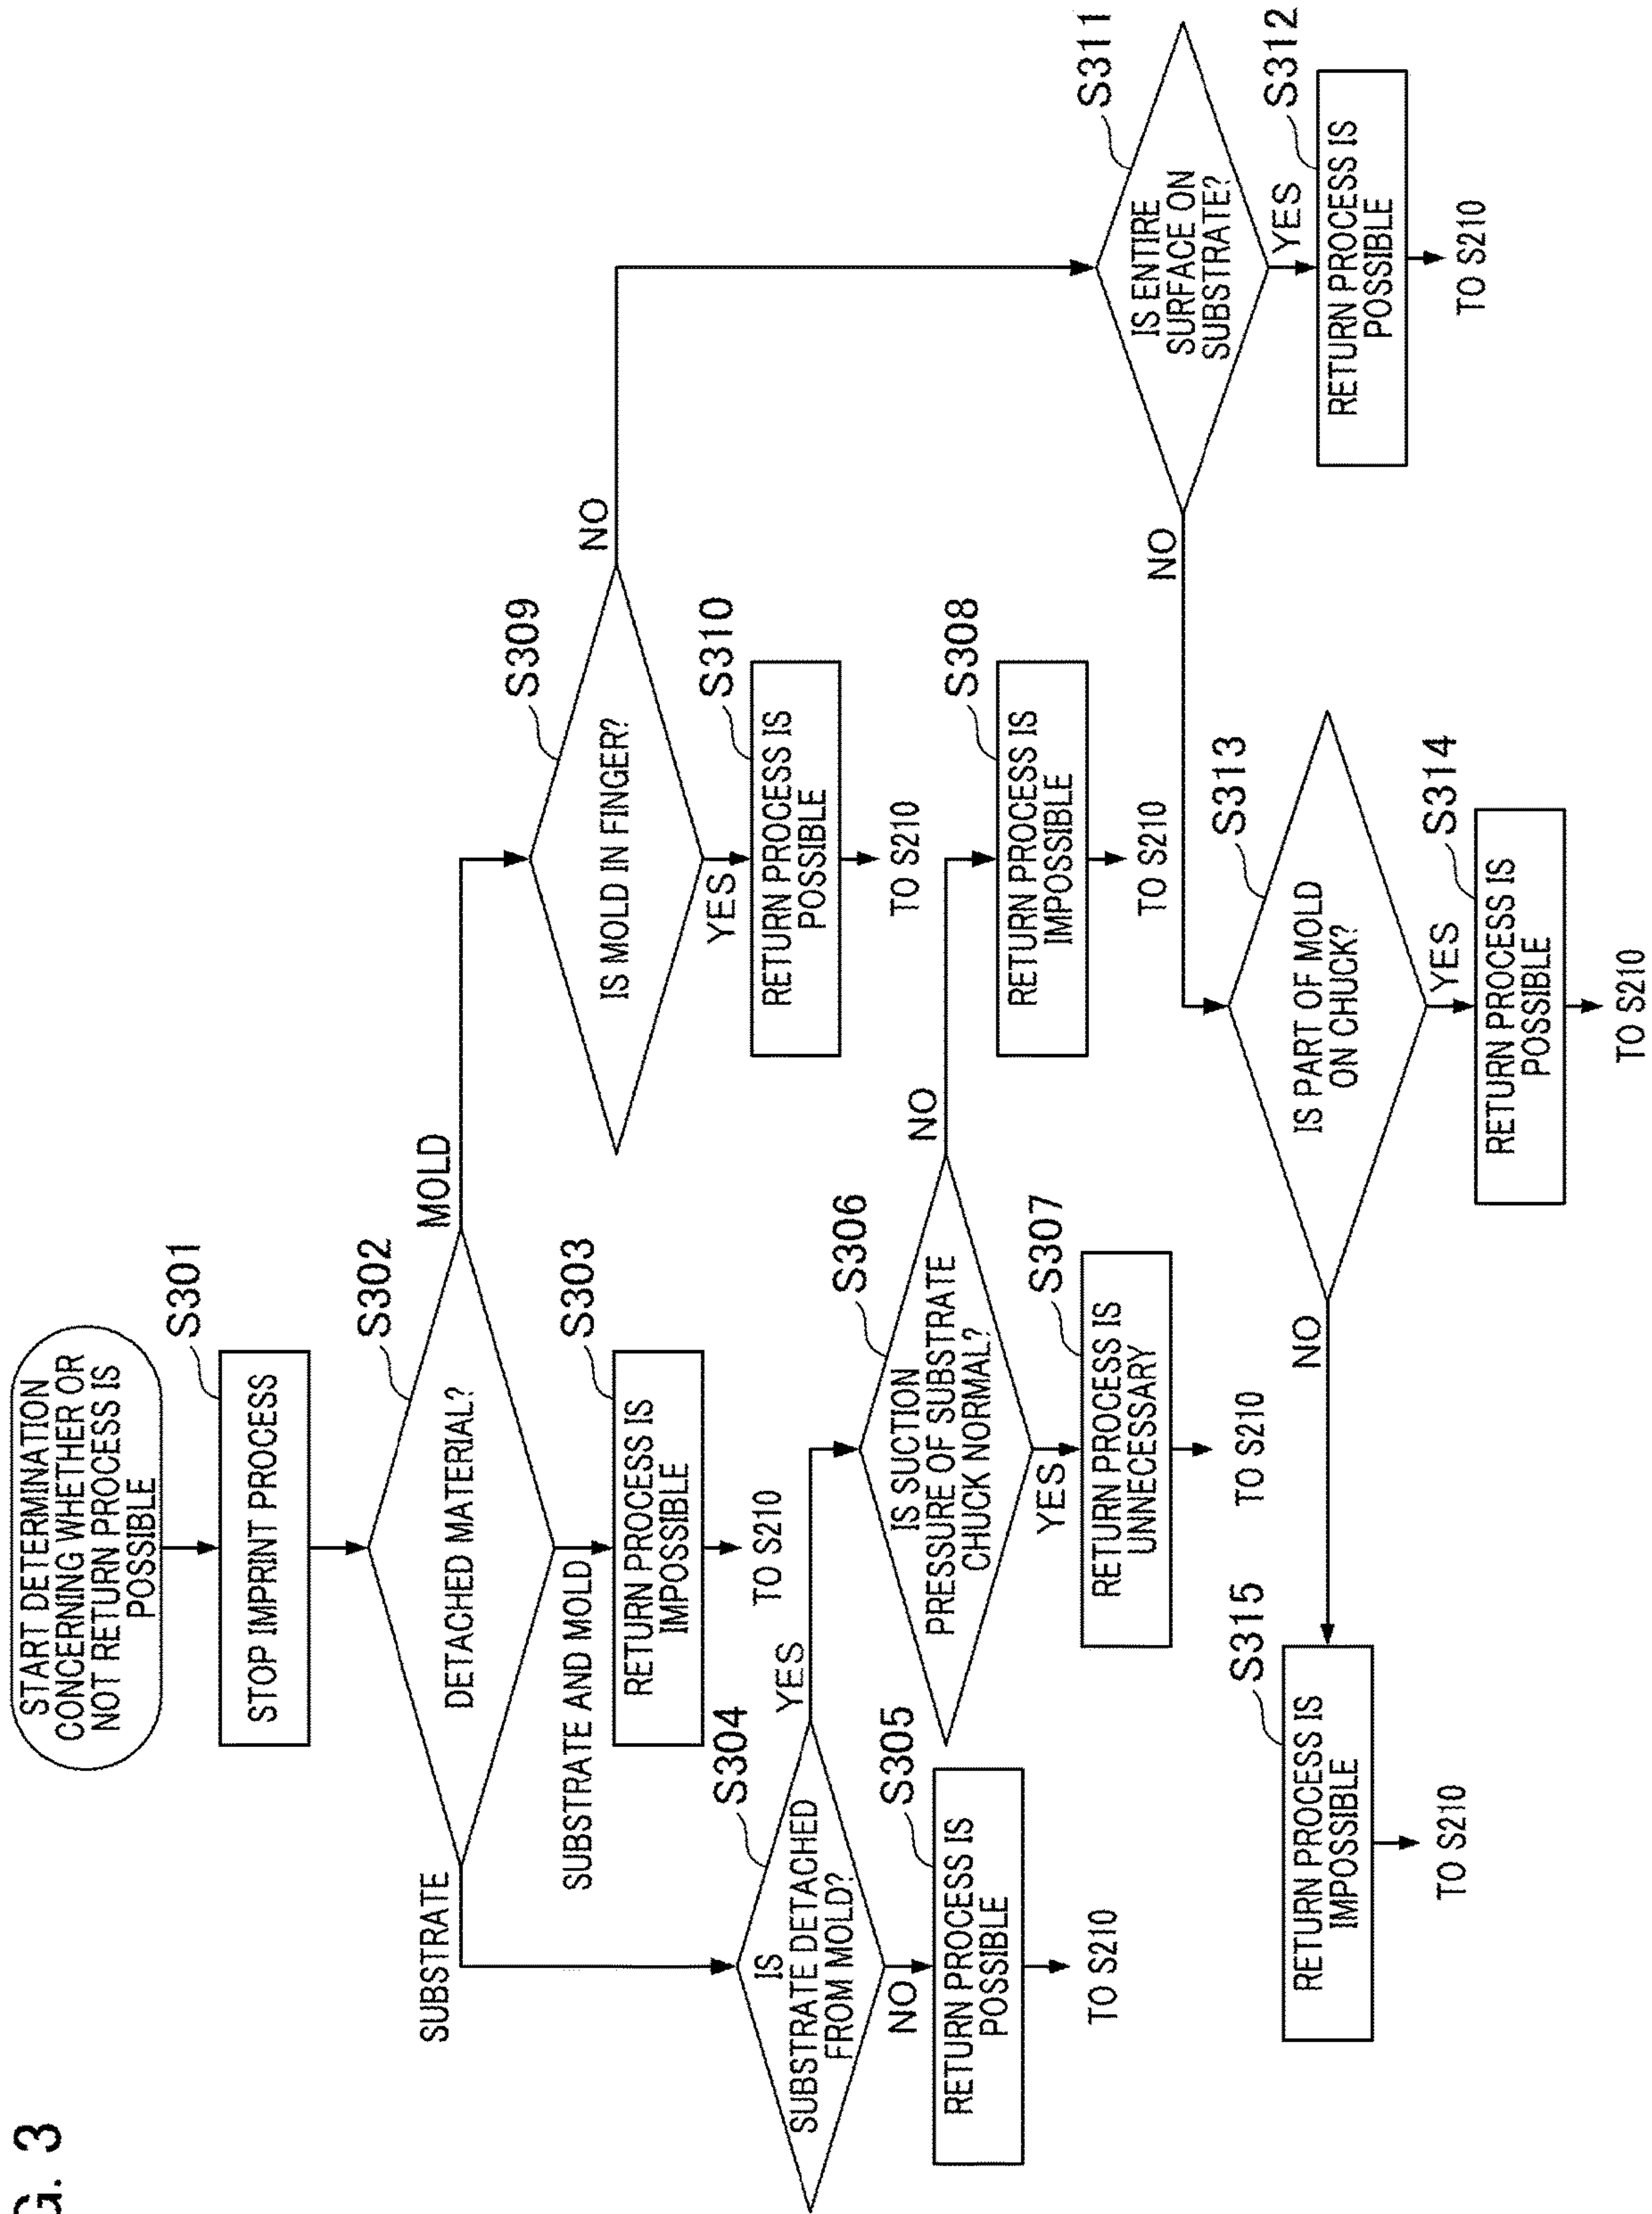 G. 3
START DETERMINATION
CONCERNING WHETHER OR
NOT RETURN PROCESS IS
POSSIBLE
S301
STOP IMPRINT PROCESS
S302
DETACHED MATERIAL?
SUBSTRATE
MOLD
SUBSTRATE AND MOLD
S303
RETURN PROCESS IS
IMPOSSIBLE
TO S210
S304
IS
SUBSTRATE DETACHED
FROM MOLD?
YES
NO
S305
RETURN PROCESS IS
POSSIBLE
TO S210
S306
IS SUCTION
PRESSURE OF SUBSTRATE
CHUCK NORMAL?
NO
YES
S307
RETURN PROCESS IS
UNNECESSARY
TO S210
S308
RETURN PROCESS IS
IMPOSSIBLE
TO S210
S309
IS MOLD IN FINGER?
NO
YES
S310
RETURN PROCESS IS
POSSIBLE
TO S210
S311
IS ENTIRE
SURFACE ON
SUBSTRATE?
NO
YES
S312
RETURN PROCESS IS
POSSIBLE
TO S210
S313
IS PART OF MOLD
ON CHUCK?
NO
YES
S314
RETURN PROCESS IS
POSSIBLE
TO S210
S315
RETURN PROCESS IS
IMPOSSIBLE
TO S210